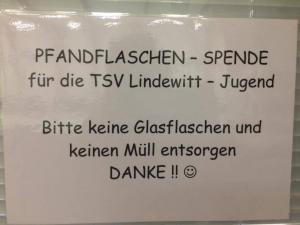 PFANDFLASCHEN – SPENDE
für die TSV Lindewitt – Jugend
Bitte keine Glasflaschen und
keinen Müll entsorgen
DANKE !! ☺